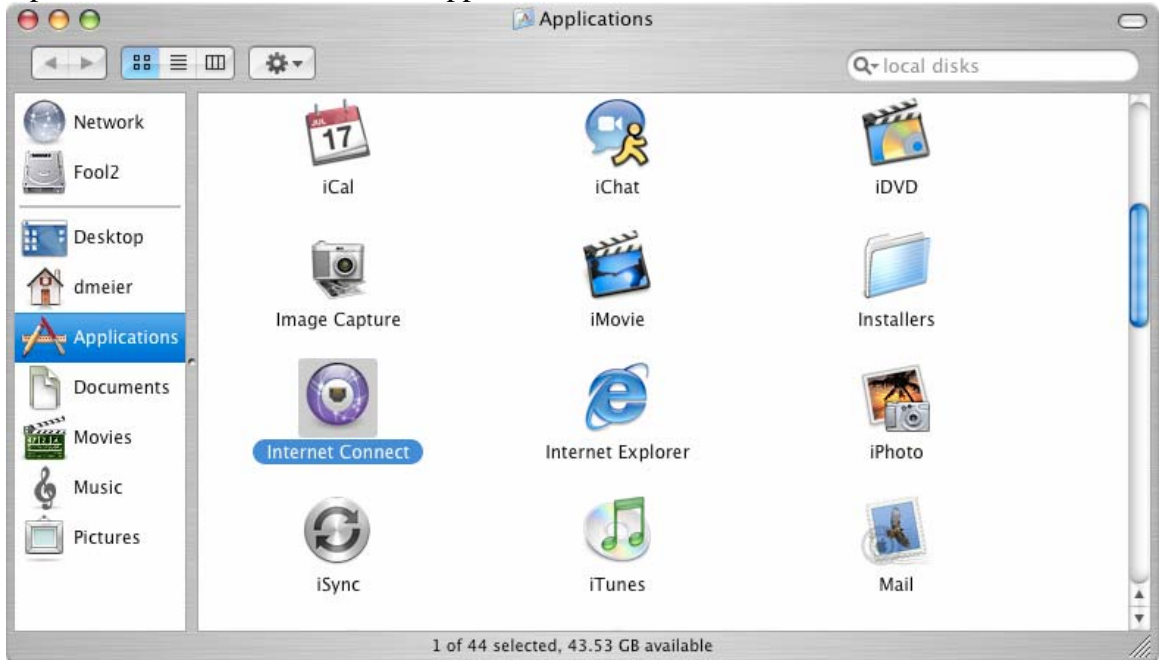 Applications
local disks
Network
Fool2
Desktop
dmeier
Applications
Documents
Movies
Music
Pictures
JUL
17
iCal
iChat
iDVD
Image Capture
iMovie
Installers
Internet Connect
Internet Explorer
iPhoto
iSync
iTunes
Mail
1 of 44 selected, 43.53 GB available